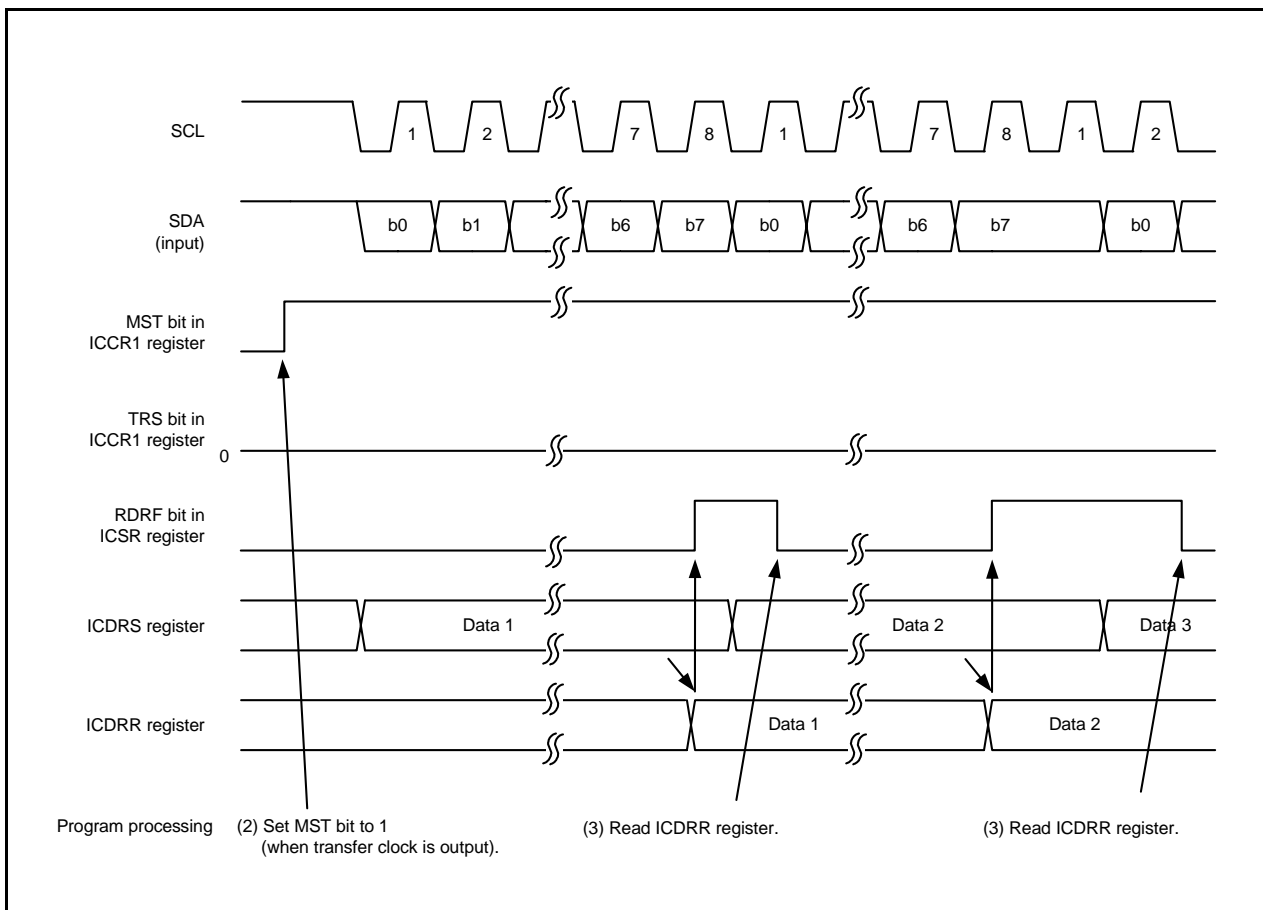 SCL
1 2 7 8 1 7 8 1 2
SDA
(input)
b0 b1 b6 b7 b0 b6 b7 b0
MST bit in
ICCR1 register
TRS bit in
ICCR1 register
0
RDRF bit in
ICSR register
ICDRS register
Data 1 Data 2 Data 3
ICDRR register
Data 1 Data 2
Program processing
(2) Set MST bit to 1
(when transfer clock is output).
(3) Read ICDRR register.
(3) Read ICDRR register.